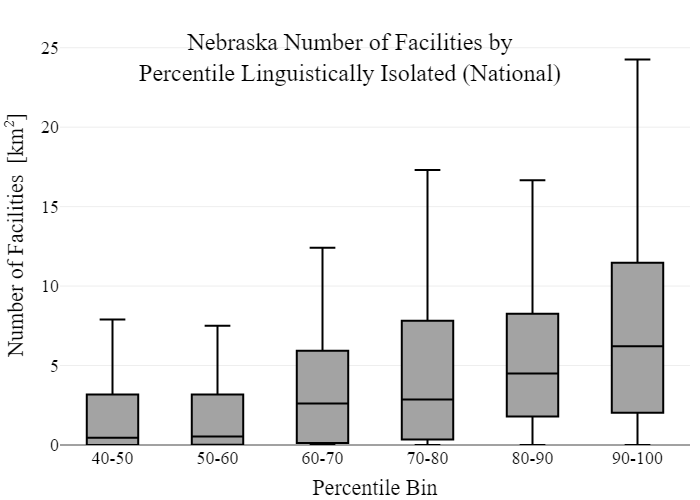 Nebraska Number of Facilities by
Percentile Linguistically Isolated (National)
Number of Facilities [km²]
25
20
15
10
5
0
40-50 50-60 60-70 70-80 80-90 90-100
Percentile Bin